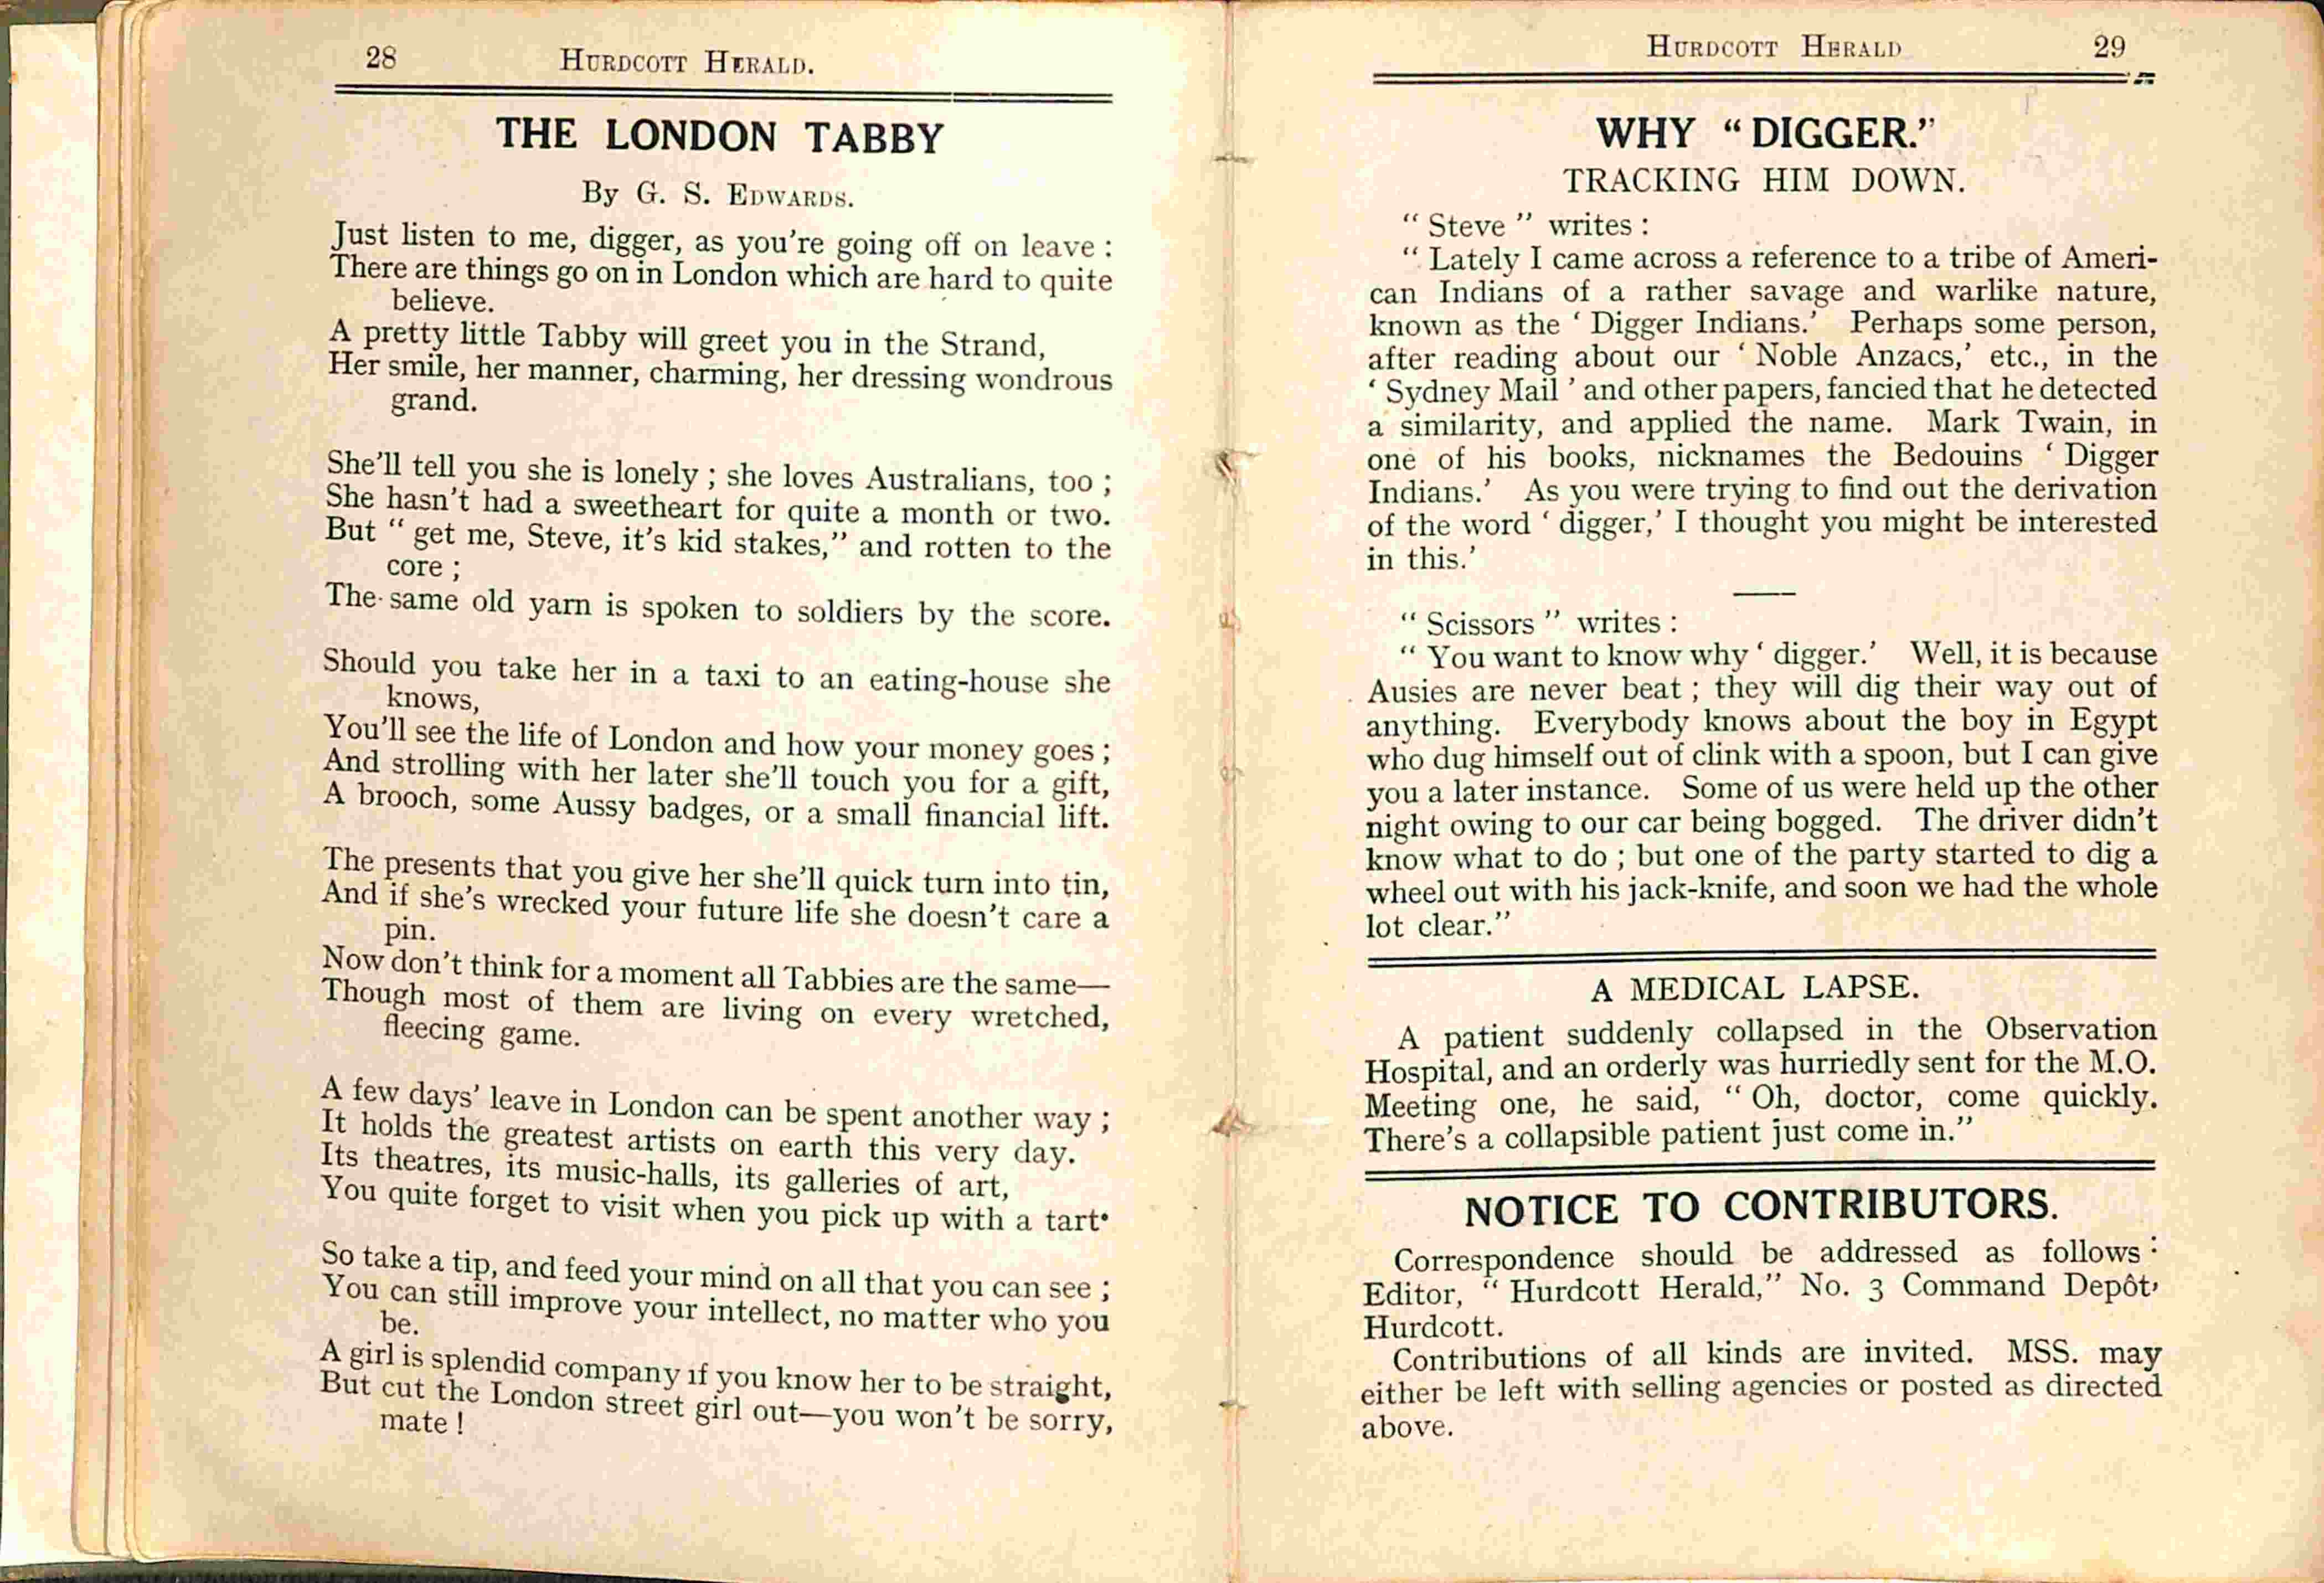 28
HURDCOTT HERALD.
THE LONDON TABBY
By G. S. EDWARDS.
Just listen to me, digger, as you're going off on leave :
There are things go on in London which are hard to quite
believe.
A pretty little Tabby will greet you in the Strand,
Her smile, her manner, charming, her dressing wondrous
grand.
She'll tell you she is lonely ; she loves Australians, too ;
She hasn't had a sweetheart for quite a month or two.
But “ get me, Steve, it's kid stakes,” and rotten to the
core ;
The same old yarn is spoken to soldiers by the score.
Should you take her in a taxi to an eating-house she
knows,
You'll see the life of London and how your money goes ;
And strolling with her later she'll touch you for a gift,
A brooch, some Aussy badges, or a small financial lift.
The presents that you give her she'll quick turn into tin,
And if she's wrecked your future life she doesn't care a
pin.
Now don't think for a moment all Tabbies are the same—
Though most of them are living on every wretched,
fleecing game.
A few days' leave in London can be spent another way ;
It holds the greatest artists on earth this very day.
Its theatres, its music-halls, its galleries of art,
You quite forget to visit when you pick up with a tart·
So take a tip, and feed your mind on all that you can see ;
You can still improve your intellect, no matter who you
be.
A girl is splendid company if you know her to be straight,
But cut the London street girl out—you won't be sorry,
mate !
HURDCOTT HERALD
29
WHY “ DIGGER.”
TRACKING HIM DOWN.
“ Steve ” writes :
“ Lately I came across a reference to a tribe of Ameri-
can Indians of a rather savage and warlike nature,
known as the ‘ Digger Indians.’ Perhaps some person,
after reading about our ‘ Noble Anzacs,’ etc., in the
‘ Sydney Mail ’ and other papers, fancied that he detected
a similarity, and applied the name. Mark Twain, in
one of his books, nicknames the Bedouins ‘ Digger
Indians.’ As you were trying to find out the derivation
of the word ‘ digger,’ I thought you might be interested
in this.’
“ Scissors ” writes :
“ You want to know why ‘ digger.’ Well, it is because
Ausies are never beat ; they will dig their way out of
anything. Everybody knows about the boy in Egypt
who dug himself out of clink with a spoon, but I can give
you a later instance. Some of us were held up the other
night owing to our car being bogged. The driver didn't
know what to do ; but one of the party started to dig a
wheel out with his jack-knife, and soon we had the whole
lot clear.”
A MEDICAL LAPSE.
A patient suddenly collapsed in the Observation
Hospital, and an orderly was hurriedly sent for the M.O.
Meeting one, he said, “ Oh, doctor, come quickly.
There's a collapsible patient just come in.”
NOTICE TO CONTRIBUTORS.
Correspondence should be addressed as follows :
Editor, “ Hurdcott Herald,” No. 3 Command Depôt,
Hurdcott.
Contributions of all kinds are invited. MSS. may
either be left with selling agencies or posted as directed
above.